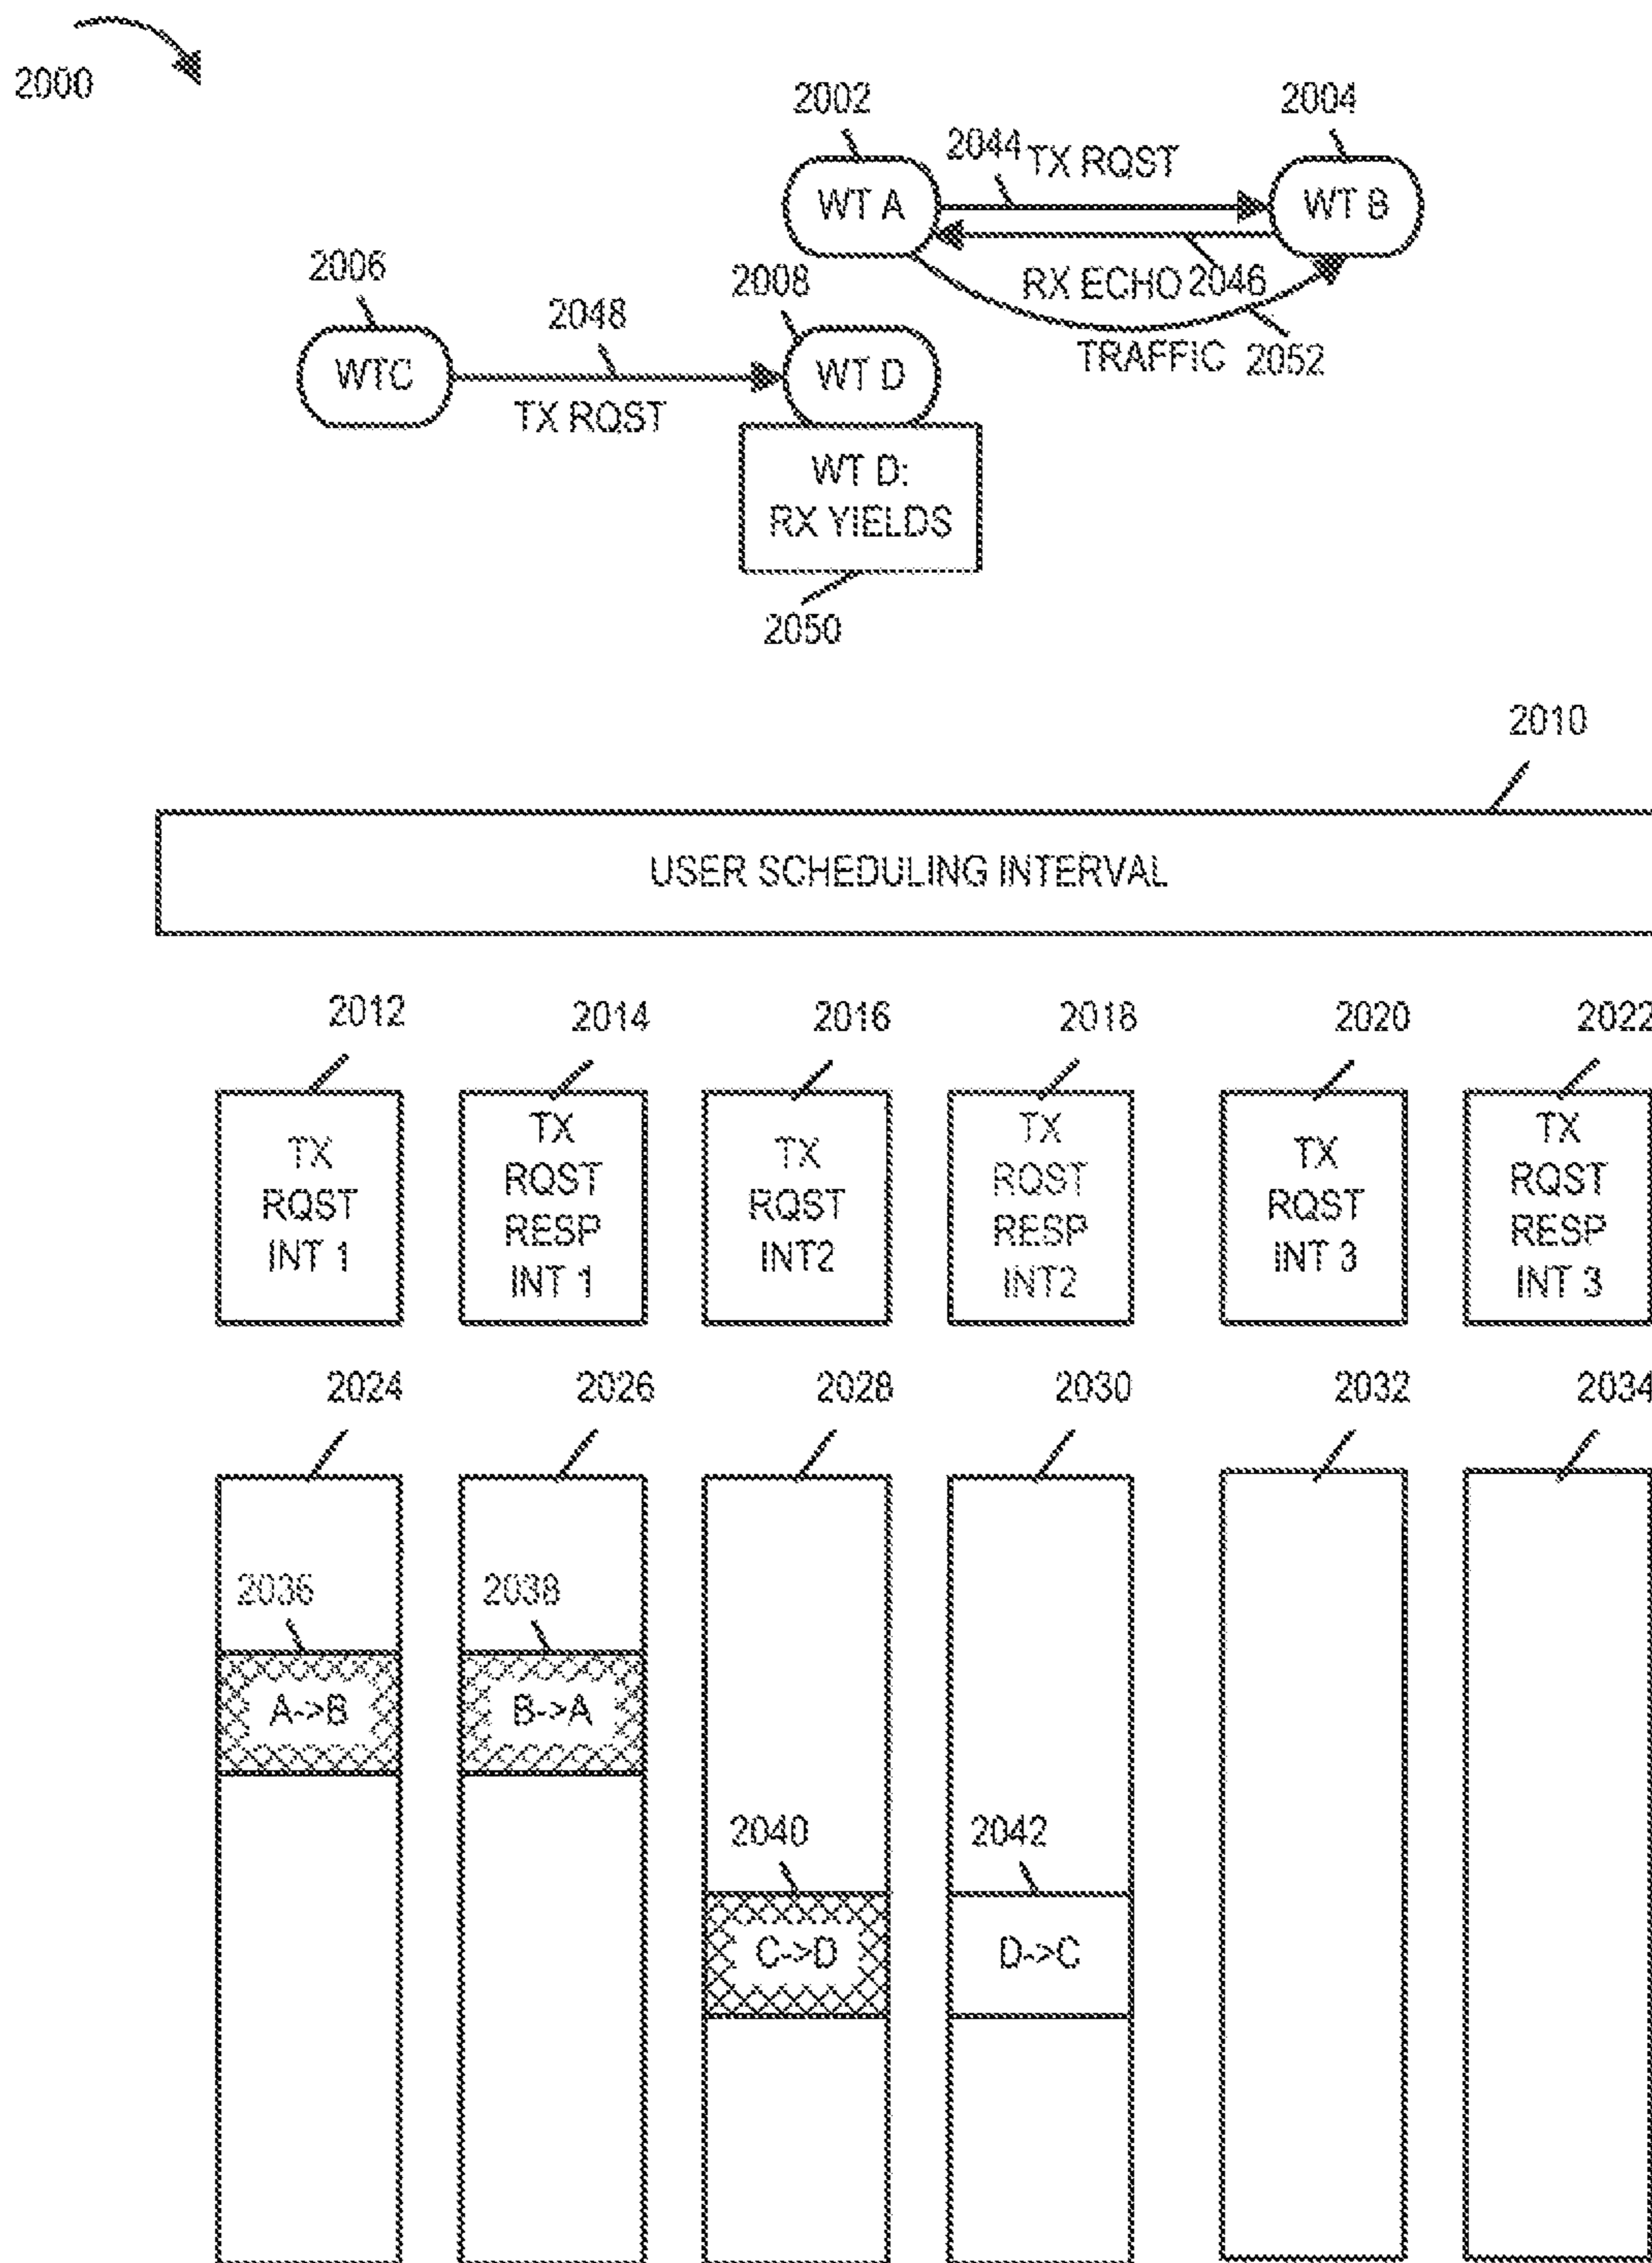 2000
2002
2004
2044 TX RQST
WT A
WT B
2006
2008
RX ECHO 2046
2048
TRAFFIC 2052
WTC
WT D
TX RQST
WT D:
RX YIELDS
2050
2010
USER SCHEDULING INTERVAL
2012
2014
2016
2018
2020
2022
TX
RQST
INT 1
TX
RQST
RESP
INT 1
TX
RQST
INT2
TX
RQST
RESP
INT2
TX
RQST
INT 3
TX
RQST
RESP
INT 3
2024
2026
2028
2030
2032
2034
2036
2038
A->B
B->A
2040
2042
C->D
D->C